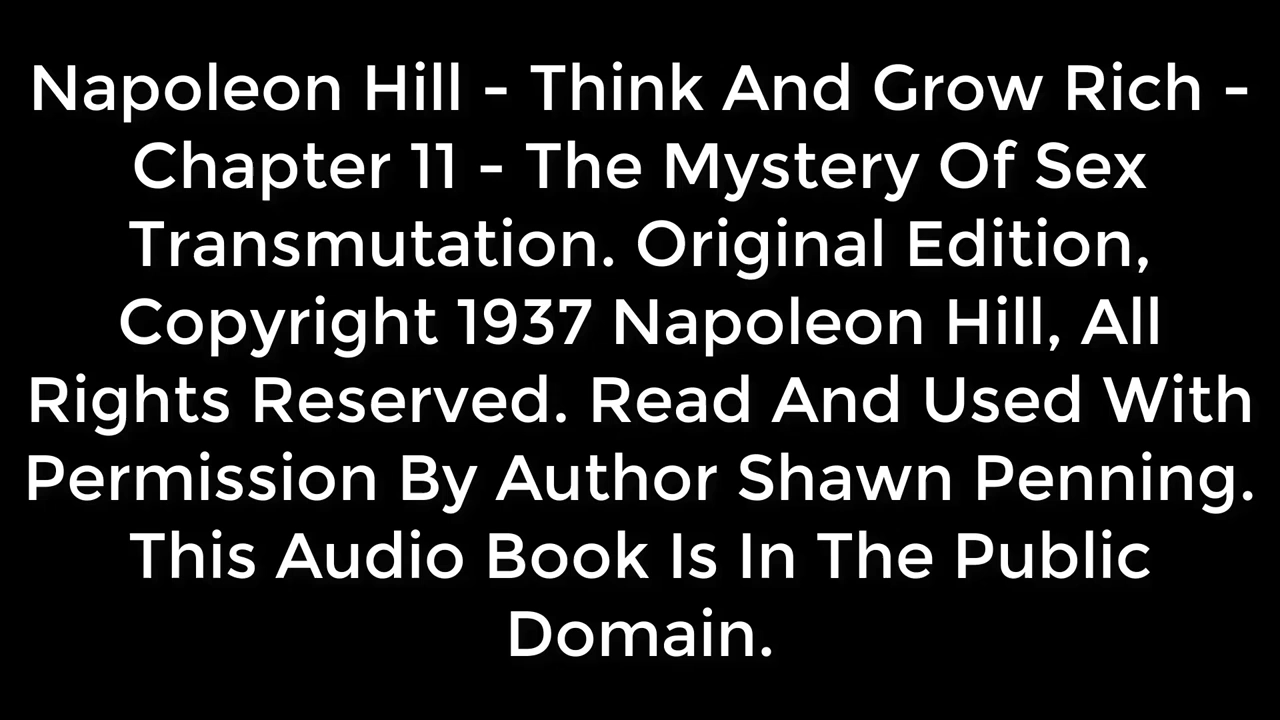 Napoleon Hill - Think And Grow Rich -
Chapter 11 - The Mystery Of Sex
Transmutation. Original Edition,
Copyright 1937 Napoleon Hill, All
Rights Reserved. Read And Used With
Permission By Author Shawn Penning.
This Audio Book Is In The Public
Domain.